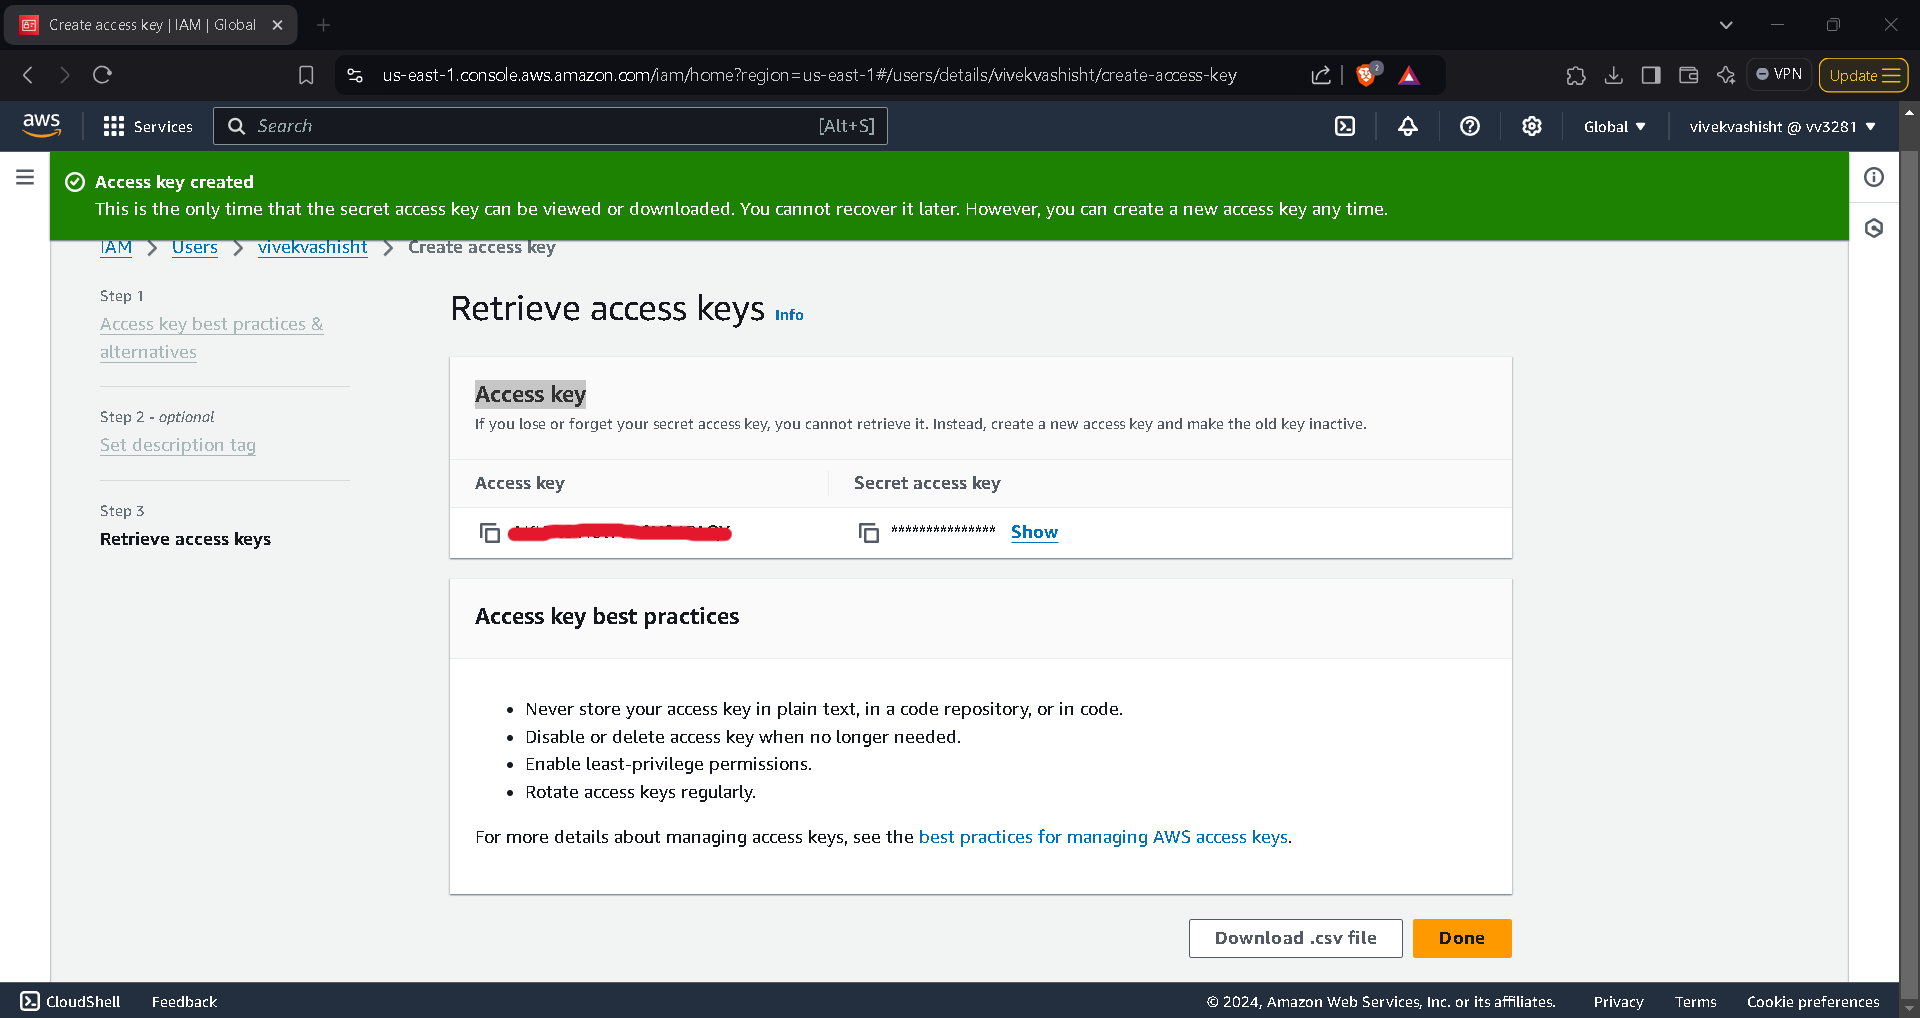 Create access key | IAM | Global
us-east-1.console.aws.amazon.com/iam/home?region=us-east-1#/users/details/vivekvashisht/create-access-key
2
VPN
Update
aws
Services
Search
[Alt+S]
Global
vivekvashisht @ vv3281
Access key created
This is the only time that the secret access key can be viewed or downloaded. You cannot recover it later. However, you can create a new access key any time.
IAM
Users
vivekvashisht
Create access key
Step 1
Access key best practices &
alternatives
Step 2 - optional
Set description tag
Step 3
Retrieve access keys
Retrieve access keys Info
Access key
If you lose or forget your secret access key, you cannot retrieve it. Instead, create a new access key and make the old key inactive.
Access key
Secret access key
*************** Show
Access key best practices
• Never store your access key in plain text, in a code repository, or in code.
• Disable or delete access key when no longer needed.
• Enable least-privilege permissions.
• Rotate access keys regularly.
For more details about managing access keys, see the best practices for managing AWS access keys.
Download .csv file
Done
CloudShell
Feedback
© 2024, Amazon Web Services, Inc. or its affiliates.
Privacy
Terms
Cookie preferences